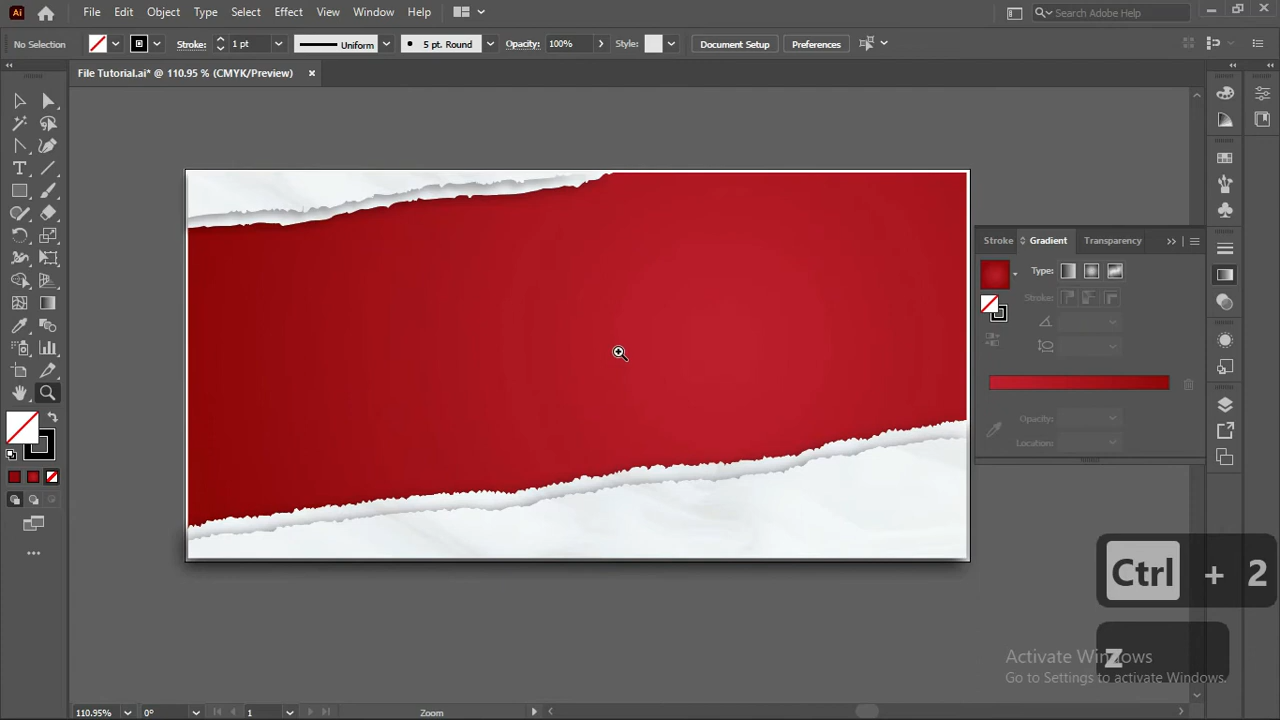 Ai File Edit Object Type Select Effect View Window Help Search Adobe Help
No Selection Stroke: 1 pt Uniform 5 pt. Round Opacity: 100% Style: Document Setup Preferences
File Tutorial.ai* @ 110.95 % (CMYK/Preview)
Stroke Gradient Transparency
Type:
Stroke:
Opacity:
Location:
Ctrl + 2
z
Activate Windows
Go to Settings to activate Windows.
110.95% 0° 1 Zoom